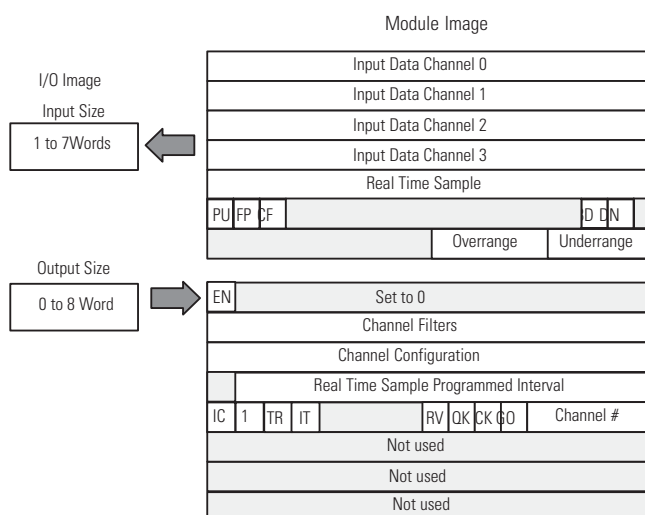 Module Image
I/O Image
Input Size
1 to 7Words
Input Data Channel 0
Input Data Channel 1
Input Data Channel 2
Input Data Channel 3
Real Time Sample
PU FP CF BD DN
Overrange Underrange
Output Size
0 to 8 Word
EN Set to 0
Channel Filters
Channel Configuration
Real Time Sample Programmed Interval
IC 1 TR IT RV QK CK GO Channel #
Not used
Not used
Not used